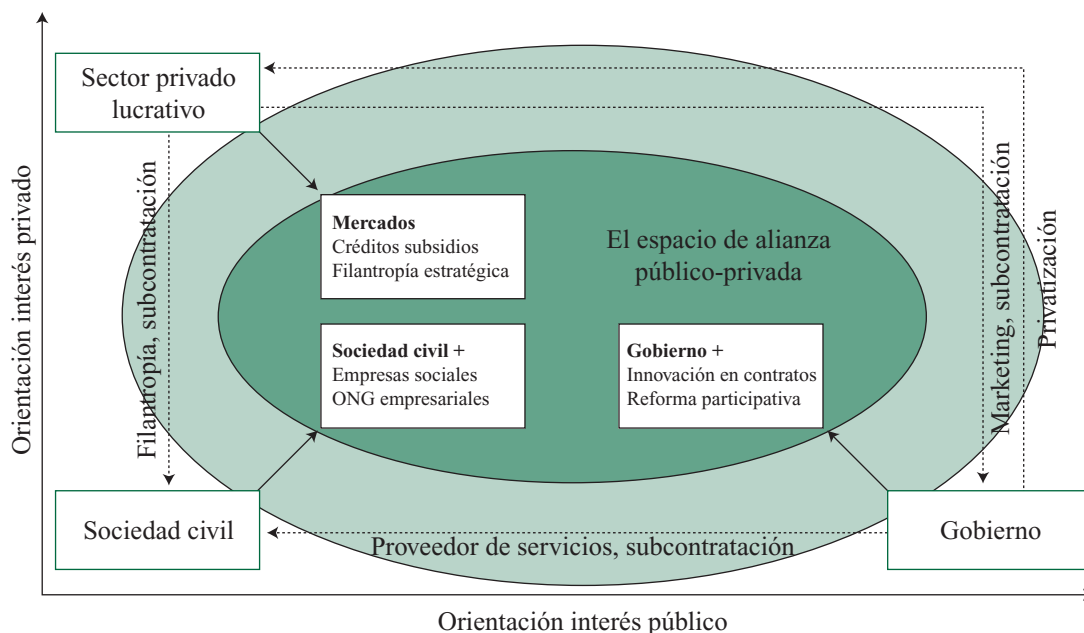 Sector privado
lucrativo
Orientación interés privado
Filantropía, subcontratación
Mercados
Créditos subsidios
Filantropía estratégica
El espacio de alianza
público-privada
Sociedad civil +
Empresas sociales
ONG empresariales
Gobierno +
Innovación en contratos
Reforma participativa
Marketing, subcontratación
Privatización
Sociedad civil
Proveedor de servicios, subcontratación
Gobierno
Orientación interés público